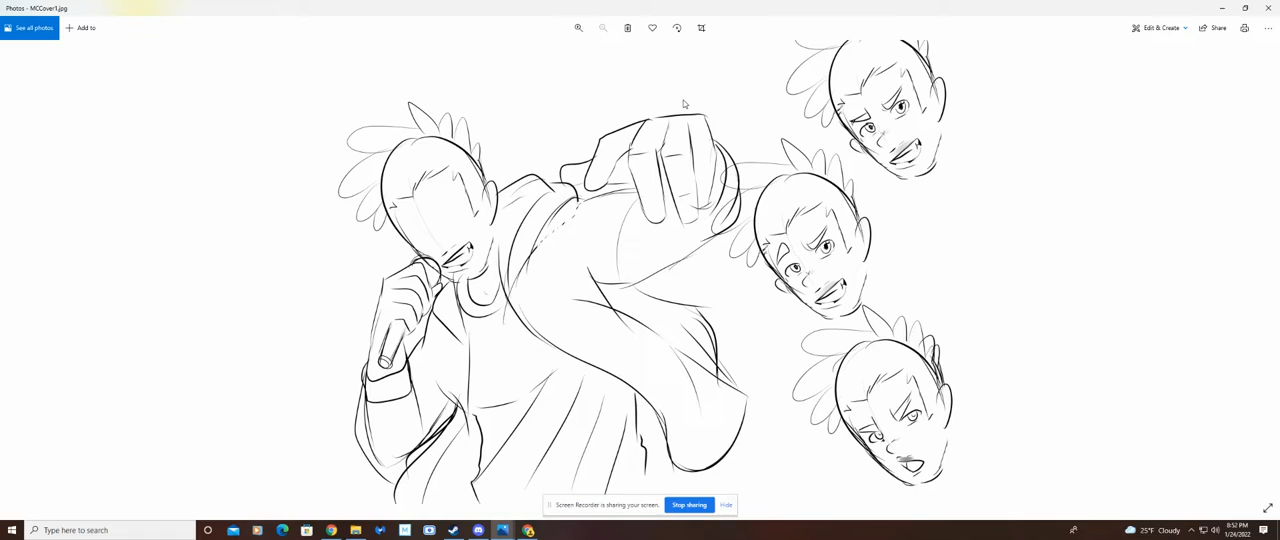 Photos - MCCover1.jpg
See all photos
Add to
Edit & Create
Share
Screen Recorder is sharing your screen.
Stop sharing
Hide
Type here to search
25°F Cloudy
8:52 PM
1/24/2022